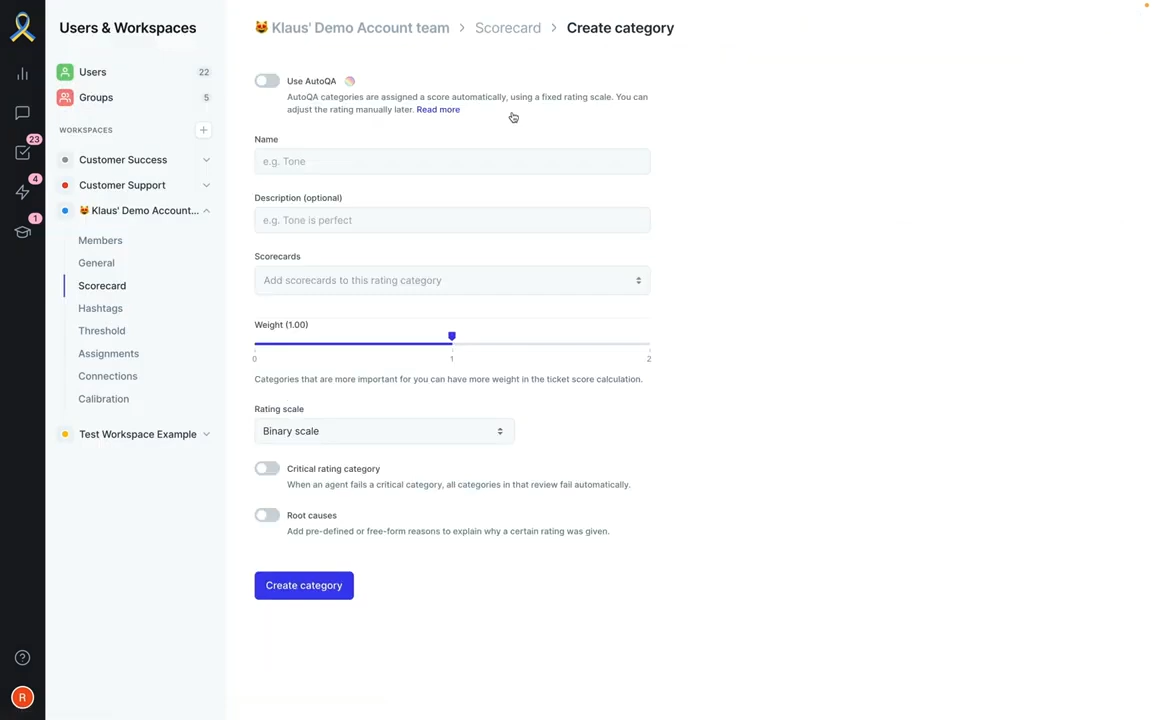 Users & Workspaces
Users 22
Groups 5
WORKSPACES
Customer Success
Customer Support
Klaus' Demo Account...
Members
General
Scorecard
Hashtags
Threshold
Assignments
Connections
Calibration
Test Workspace Example
23
4
1
R
Klaus' Demo Account team > Scorecard > Create category
Use AutoQA
AutoQA categories are assigned a score automatically, using a fixed rating scale. You can
adjust the rating manually later. Read more
Name
e.g. Tone
Description (optional)
e.g. Tone is perfect
Scorecards
Add scorecards to this rating category
Weight (1.00)
0 1 2
Categories that are more important for you can have more weight in the ticket score calculation.
Rating scale
Binary scale
Critical rating category
When an agent fails a critical category, all categories in that review fail automatically.
Root causes
Add pre-defined or free-form reasons to explain why a certain rating was given.
Create category